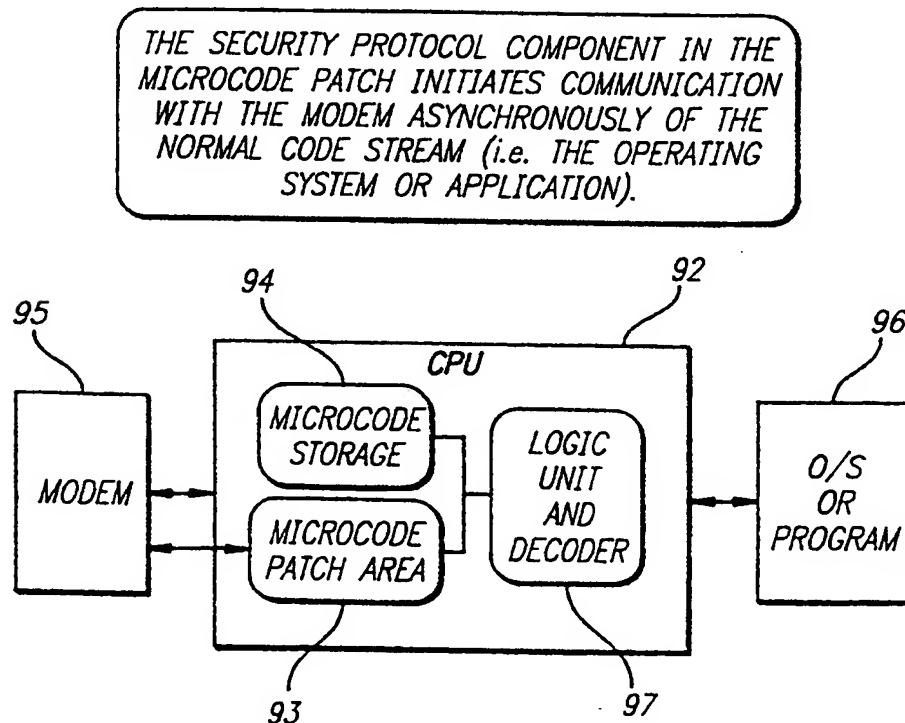 THE SECURITY PROTOCOL COMPONENT IN THE
MICROCODE PATCH INITIATES COMMUNICATION
WITH THE MODEM ASYNCHRONOUSLY OF THE
NORMAL CODE STREAM (i.e. THE OPERATING
SYSTEM OR APPLICATION).
94
92
95
96
CPU
MICROCODE
STORAGE
LOGIC
UNIT
AND
DECODER
MODEM
O/S
OR
PROGRAM
MICROCODE
PATCH AREA
93
97